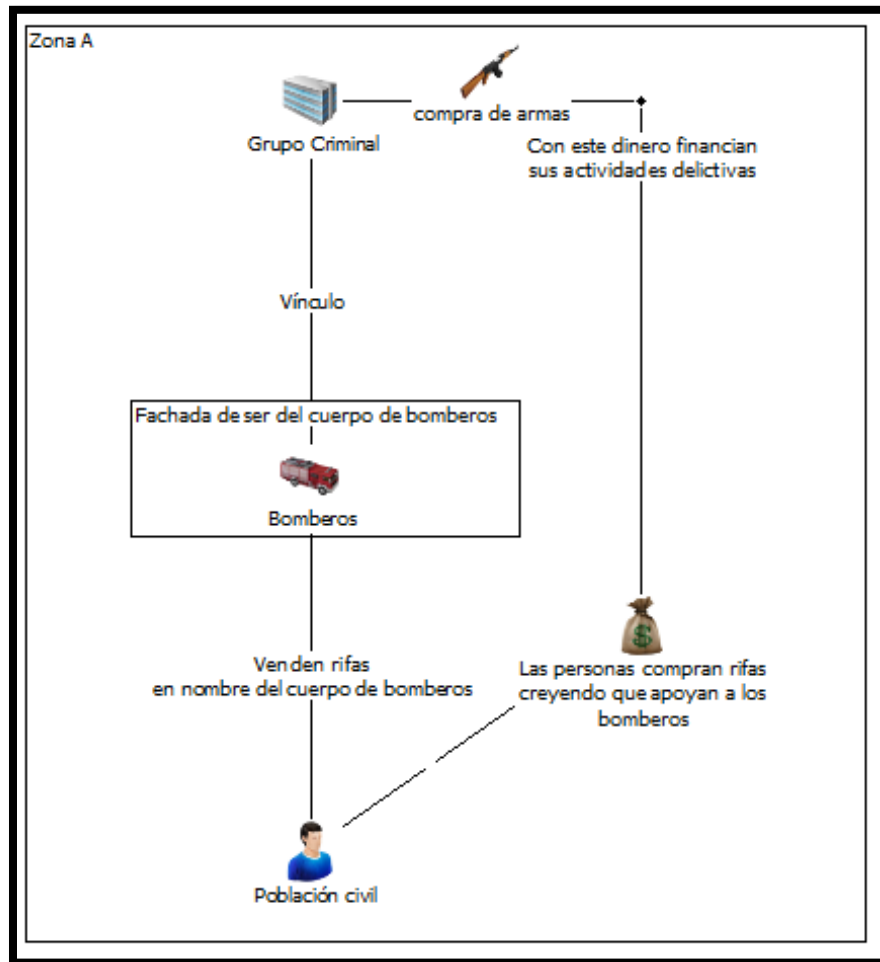 Zona A
compra de armas
Grupo Criminal
Con este dinero financian
sus actividades delictivas
Vínculo
Fachada de ser del cuerpo de bomberos
Bomberos
Venden rifas
en nombre del cuerpo de bomberos
Las personas compran rifas
creyendo que apoyan a los
bomberos
Población civil